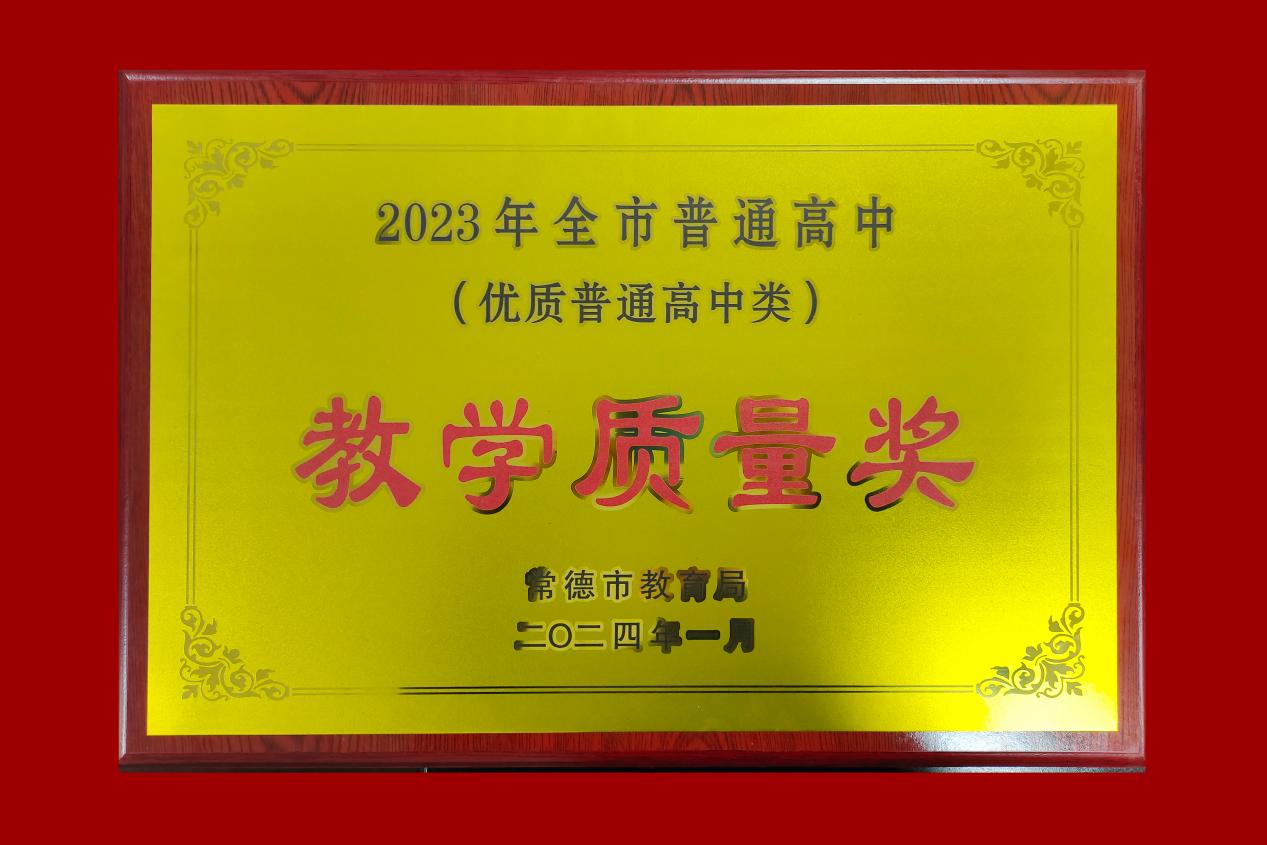 2023年全市普通高中
（优质普通高中类）
教学质量奖
常德市教育局
二〇二四年一月